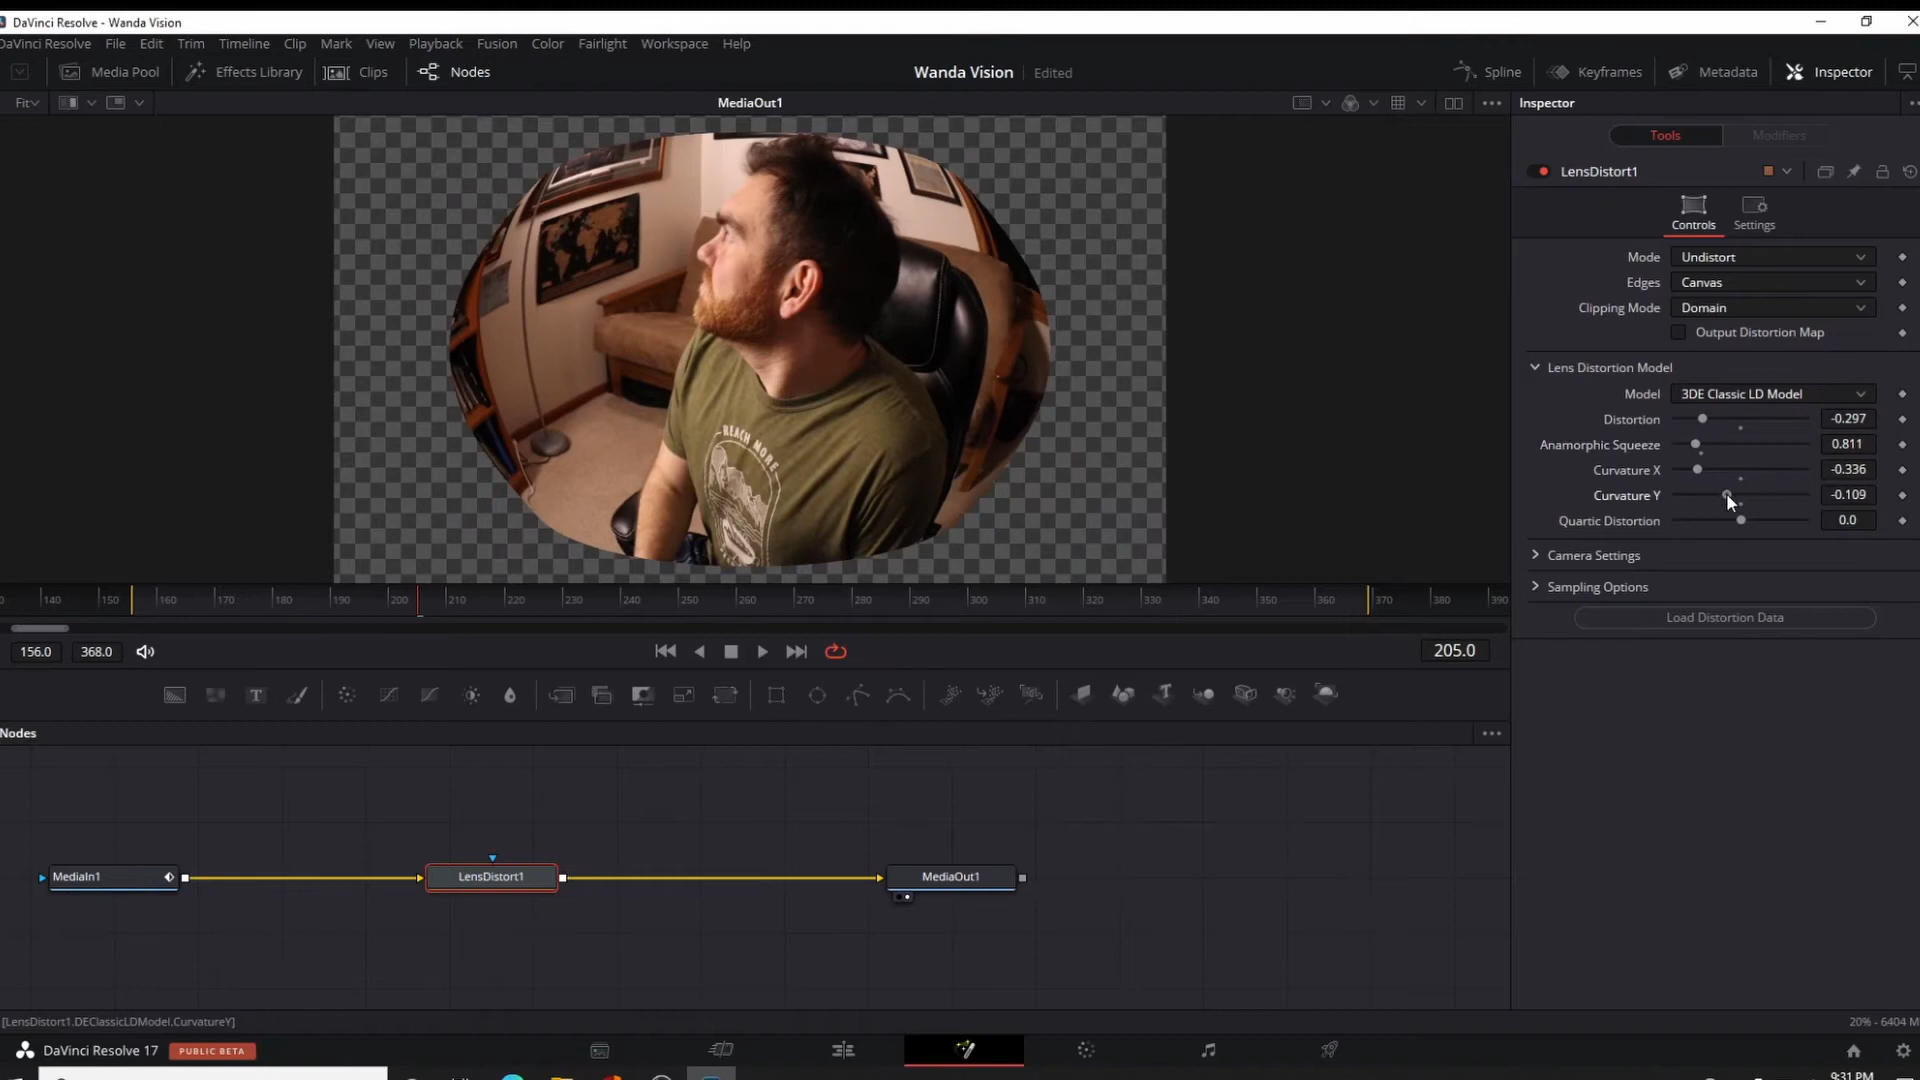 DaVinci Resolve - Wanda Vision
DaVinci Resolve File Edit Trim Timeline Clip Mark View Playback Fusion Color Fairlight Workspace Help
Media Pool Effects Library Clips Nodes Wanda Vision Edited Spline Keyframes Metadata Inspector
Fit MediaOut1 Inspector
Tools Modifiers
LensDistort1
Controls Settings
Mode Undistort
Edges Canvas
Clipping Mode Domain
Output Distortion Map
Lens Distortion Model
Model 3DE Classic LD Model
Distortion -0.297
Anamorphic Squeeze 0.811
Curvature X -0.336
Curvature Y -0.109
Quartic Distortion 0.0
Camera Settings
Sampling Options
Load Distortion Data
REACH MORE
140 150 160 170 180 190 200 210 220 230 240 250 260 270 280 290 300 310 320 330 340 350 360 370 380 390
156.0 368.0 205.0
Nodes
MediaIn1 LensDistort1 MediaOut1
[LensDistort1.DEClassicLDModel.CurvatureY] 20% - 6404 M
DaVinci Resolve 17 PUBLIC BETA
9:31 PM